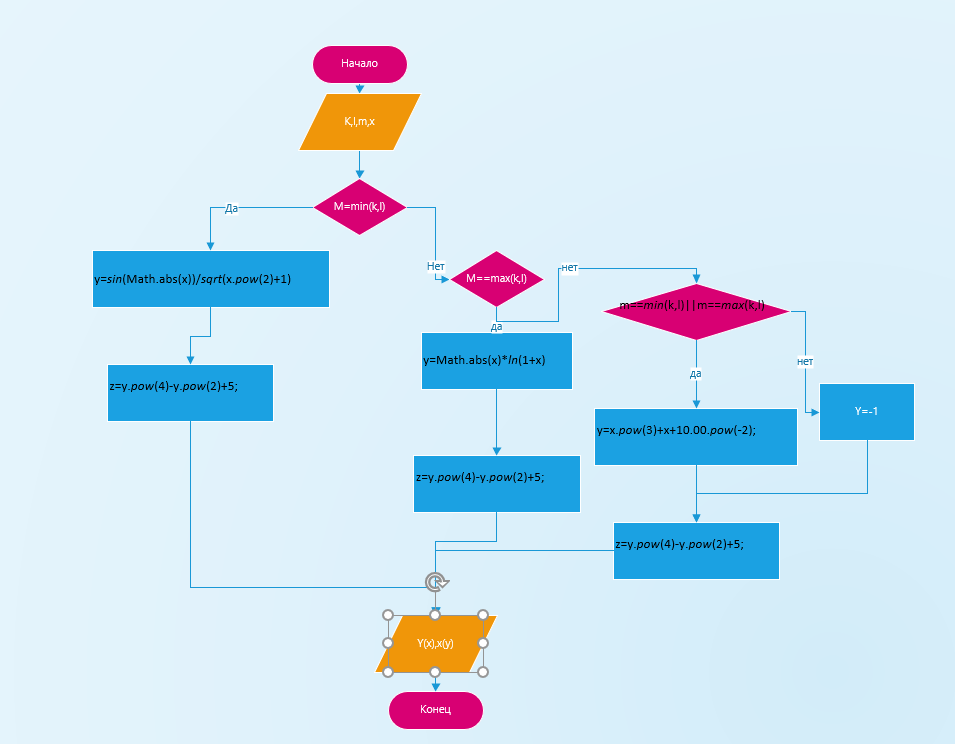 Начало
K,l,m,x
M=min(k,l)
Да
Нет
y=sin(Math.abs(x))/sqrt(x.pow(2)+1)
M==max(k,l)
нет
m==min(k,l)||m==max(k,l)
да
y=Math.abs(x)*ln(1+x)
нет
да
z=y.pow(4)-y.pow(2)+5;
Y=-1
y=x.pow(3)+x+10.00.pow(-2);
z=y.pow(4)-y.pow(2)+5;
z=y.pow(4)-y.pow(2)+5;
Y(x),x(y)
Конец